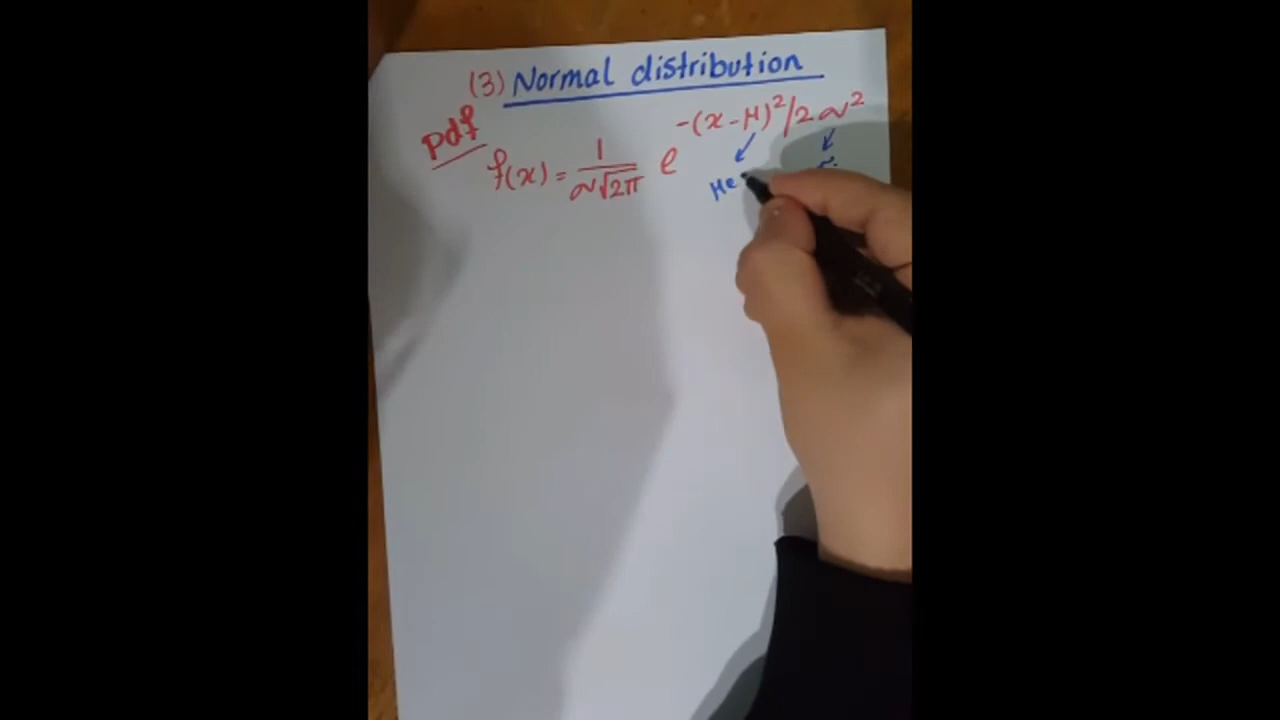 (3) Normal distribution
pdf
f(x) = 1/σ√2π e^-(x-μ)²/2σ²
Me